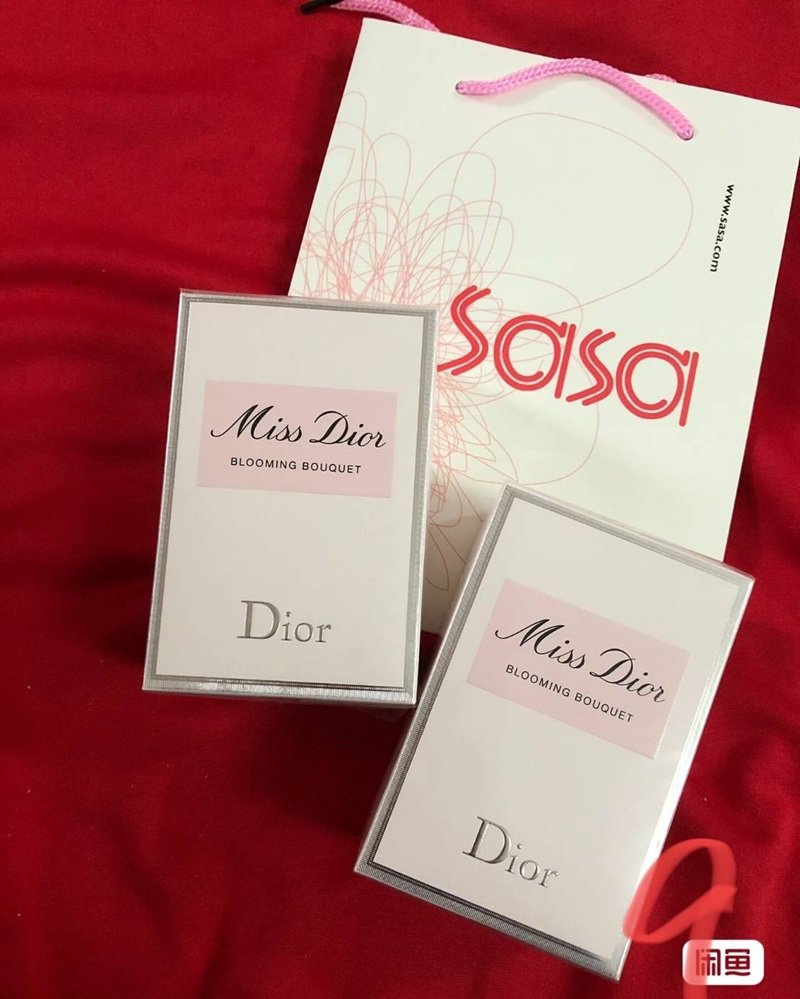 www.sasa.com
sasa
Miss Dior
BLOOMING BOUQUET
Dior
Miss Dior
BLOOMING BOUQUET
Dior
闲鱼